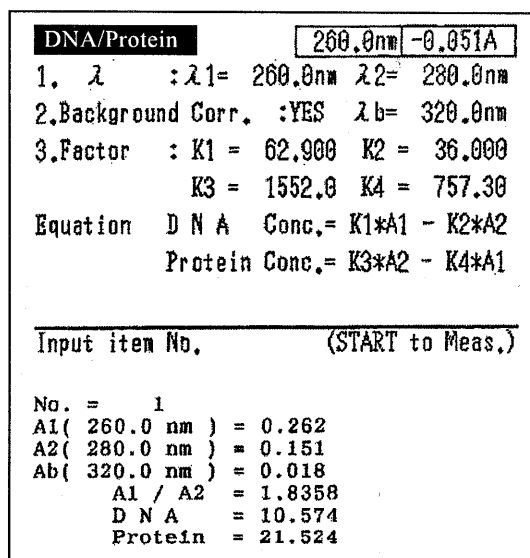 DNA/Protein 260.0nm -0.051A
1. λ :λ1= 260.0nm λ2= 280.0nm
2.Background Corr. :YES λb= 320.0nm
3.Factor : K1 = 62.900 K2 = 36.000
K3 = 1552.0 K4 = 757.30
Equation D N A Conc.= K1*A1 - K2*A2
Protein Conc.= K3*A2 - K4*A1
Input item No. (START to Meas.)
No. = 1
A1( 260.0 nm ) = 0.262
A2( 280.0 nm ) = 0.151
Ab( 320.0 nm ) = 0.018
A1 / A2 = 1.8358
D N A = 10.574
Protein = 21.524